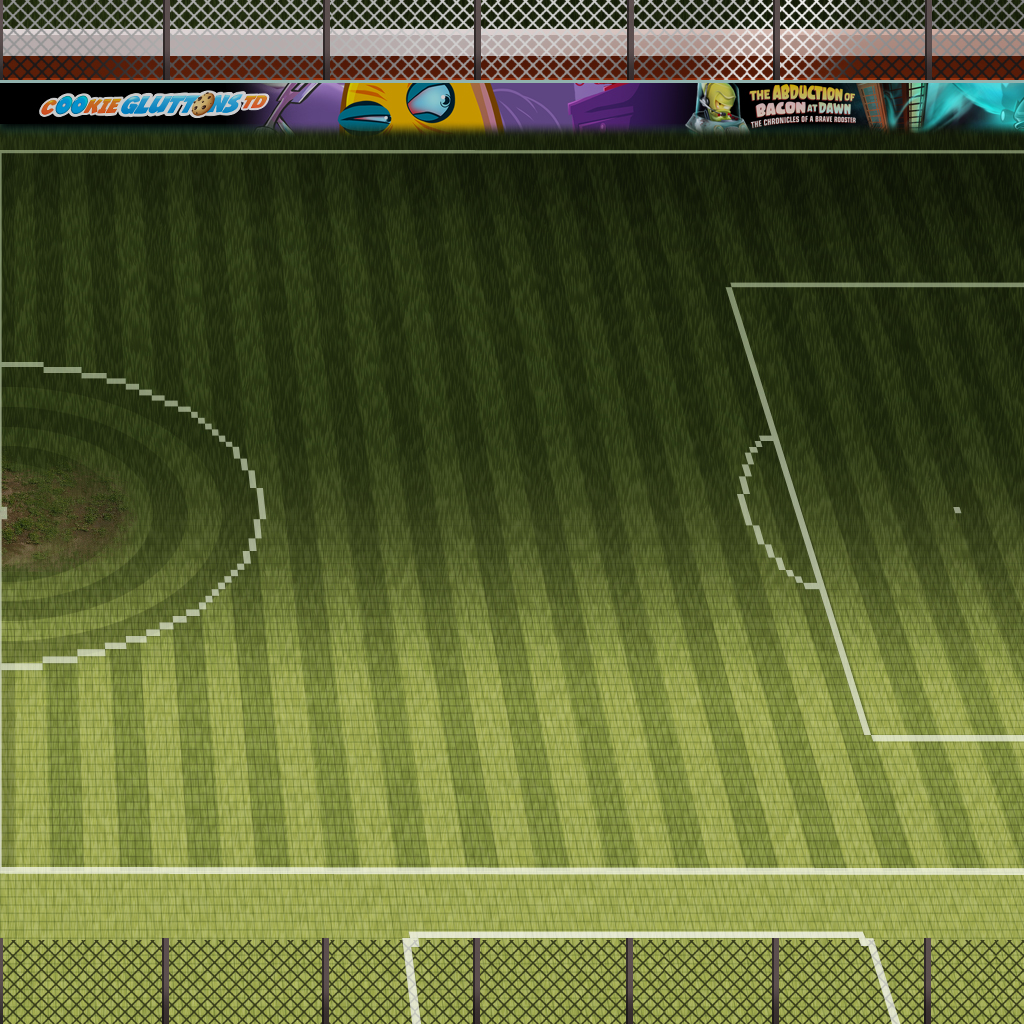 COOKIE GLUTTONS TD
THE ABDUCTION OF
BACON AT DAWN
THE CHRONICLES OF A BRAVE ROOSTER